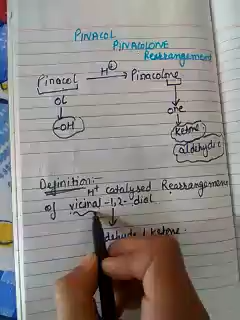 PINACOL
PINACOLONE
Rearrangement
Pinacol H⊕ → Pinacolone
ol one
-OH ketone
aldehyde
Definition:-
H⁺ catalysed Rearrangement
of vicinal -1,2- diol
dehyde / ketone.